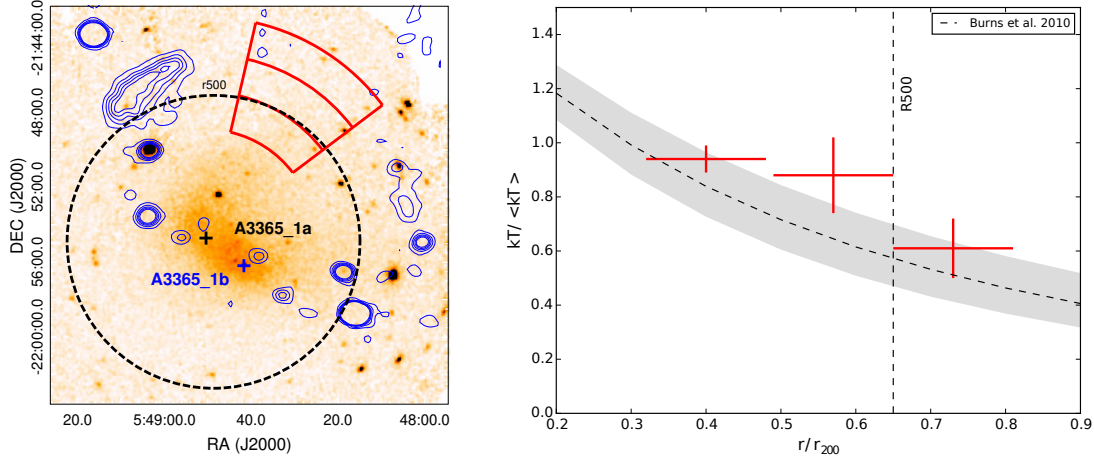 -21:44:00.0
48:00.0
52:00.0
56:00.0
-22:00:00.0
DEC (J2000)
r500
A3365_1a
A3365_1b
20.0
5:49:00.0
40.0
20.0
48:00.0
RA (J2000)
1.4
1.2
1.0
0.8
0.6
0.4
0.2
0.0
kT/ <kT>
Burns et al. 2010
R500
0.2
0.3
0.4
0.5
0.6
0.7
0.8
0.9
r/r200